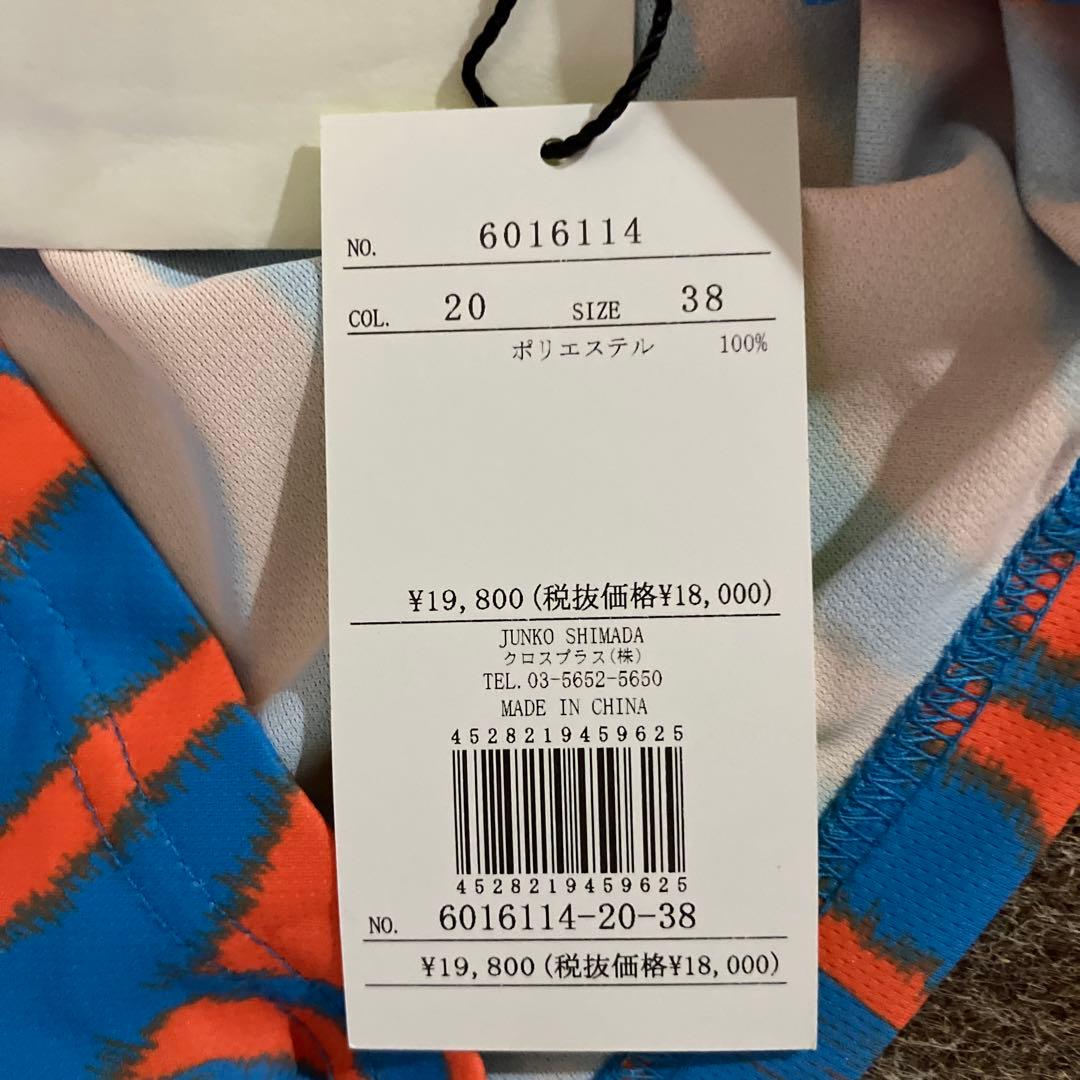 NO. 6016114
COL. 20 SIZE 38
ポリエステル 100%
¥19,800(税抜価格¥18,000)
JUNKO SHIMADA
クロスプラス(株)
TEL. 03-5652-5650
MADE IN CHINA
4528219459625
4528219459625
NO. 6016114-20-38
¥19,800(税抜価格¥18,000)